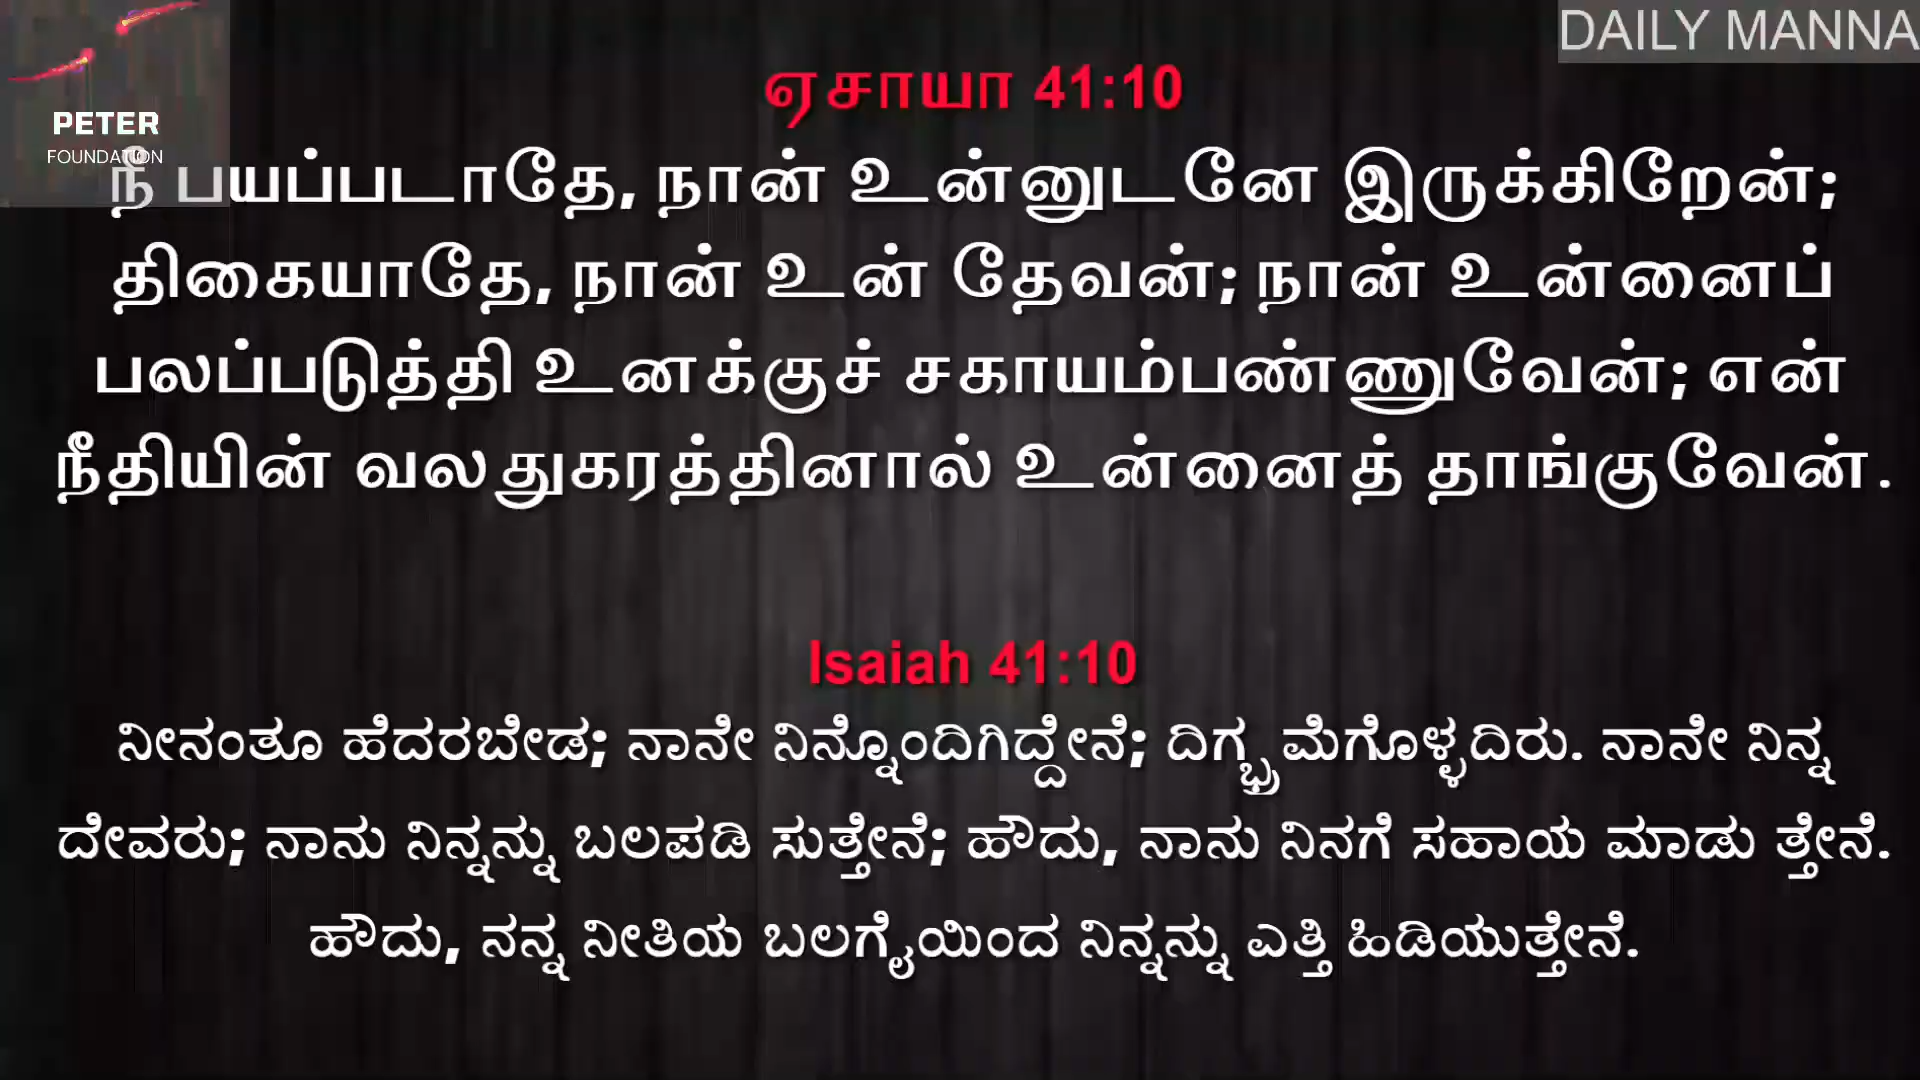 DAILY MANNA
PETER
FOUNDATION
ஏசாயா 41:10
நீ பயப்படாதே, நான் உன்னுடனே இருக்கிறேன்;
திகையாதே, நான் உன் தேவன்; நான் உன்னைப்
பலப்படுத்தி உனக்குச் சகாயம்பண்ணுவேன்; என்
நீதியின் வலதுகரத்தினால் உன்னைத் தாங்குவேன்.
Isaiah 41:10
ನೀನಂತೂ ಹೆದರಬೇಡ; ನಾನೇ ನಿನ್ನೊಂದಿಗಿದ್ದೇನೆ; ದಿಗ್ಭ್ರಮೆಗೊಳ್ಳದಿರು. ನಾನೇ ನಿನ್ನ
ದೇವರು; ನಾನು ನಿನ್ನನ್ನು ಬಲಪಡಿ ಸುತ್ತೇನೆ; ಹೌದು, ನಾನು ನಿನಗೆ ಸಹಾಯ ಮಾಡು ತ್ತೇನೆ.
ಹೌದು, ನನ್ನ ನೀತಿಯ ಬಲಗೈಯಿಂದ ನಿನ್ನನ್ನು ಎತ್ತಿ ಹಿಡಿಯುತ್ತೇನೆ.